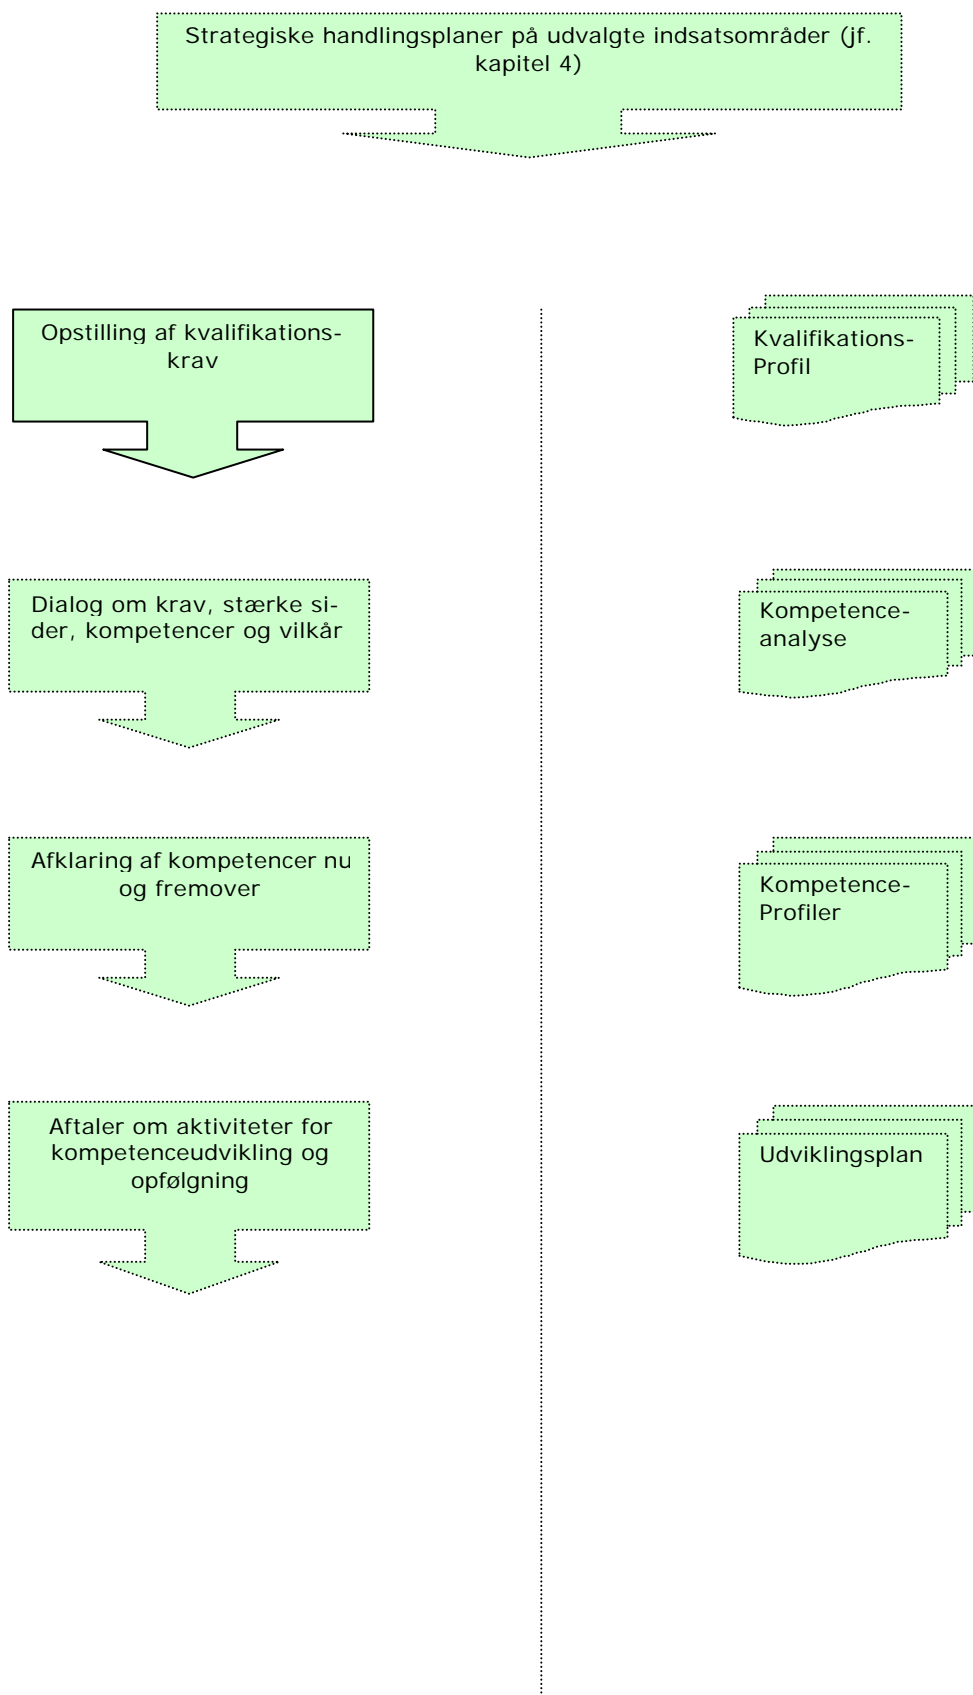 Strategiske handlingsplaner på udvalgte indsatsområder (jf.
kapitel 4)
Opstilling af kvalifikations-
krav
Kvalifikations-
Profil
Dialog om krav, stærke si-
der, kompetencer og vilkår
Kompetence-
analyse
Afklaring af kompetencer nu
og fremover
Kompetence-
Profiler
Aftaler om aktiviteter for
kompetenceudvikling og
opfølgning
Udviklingsplan